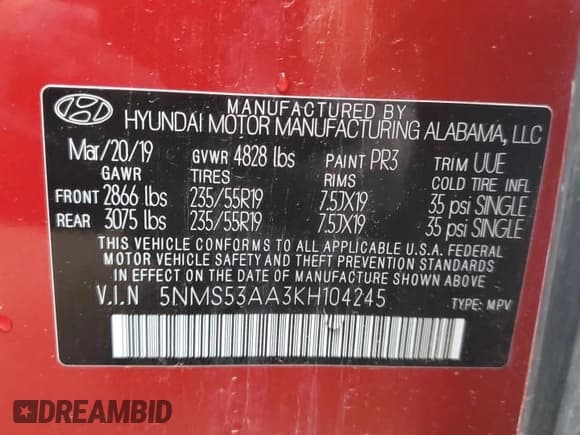 MANUFACTURED BY
HYUNDAI MOTOR MANUFACTURING ALABAMA, LLC
Mar/20/19 GVWR 4828 lbs PAINT PR3 TRIM UUE
GAWR TIRES RIMS COLD TIRE INFL
FRONT 2866 lbs 235/55R19 7.5JX19 35 psi SINGLE
REAR 3075 lbs 235/55R19 7.5JX19 35 psi SINGLE
THIS VEHICLE CONFORMS TO ALL APPLICABLE U.S.A. FEDERAL
MOTOR VEHICLE SAFETY AND THEFT PREVENTION STANDARDS
IN EFFECT ON THE DATE OF MANUFACTURE SHOWN ABOVE
V.I.N 5NMS53AA3KH104245 TYPE: MPV
DREAMBID